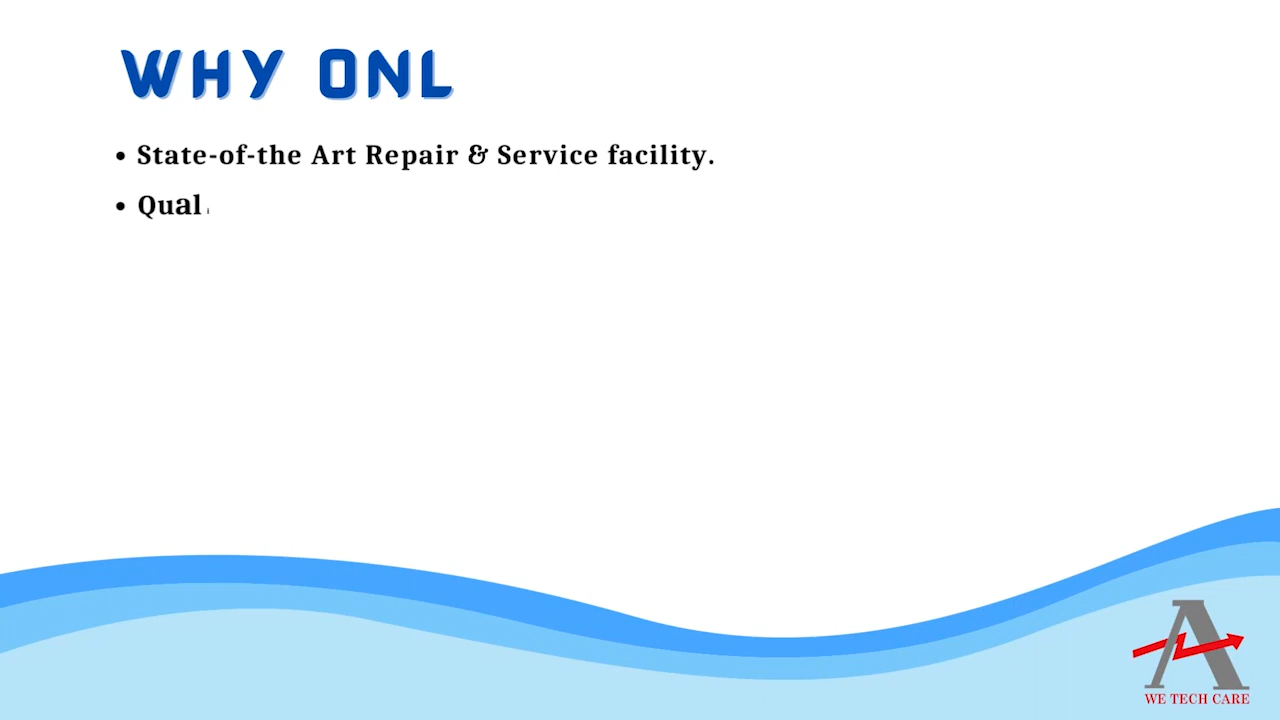 WHY ONL
• State-of-the Art Repair & Service facility.
• Qual
WE TECH CARE